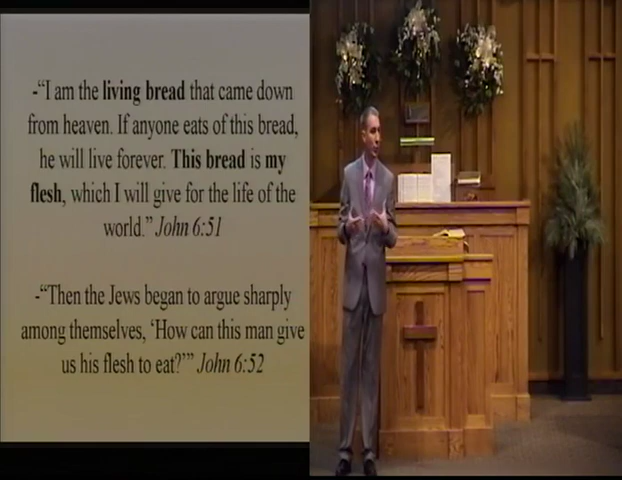 -“I am the living bread that came down
from heaven. If anyone eats of this bread,
he will live forever. This bread is my
flesh, which I will give for the life of the
world.” John 6:51
-“Then the Jews began to argue sharply
among themselves, ‘How can this man give
us his flesh to eat?’” John 6:52